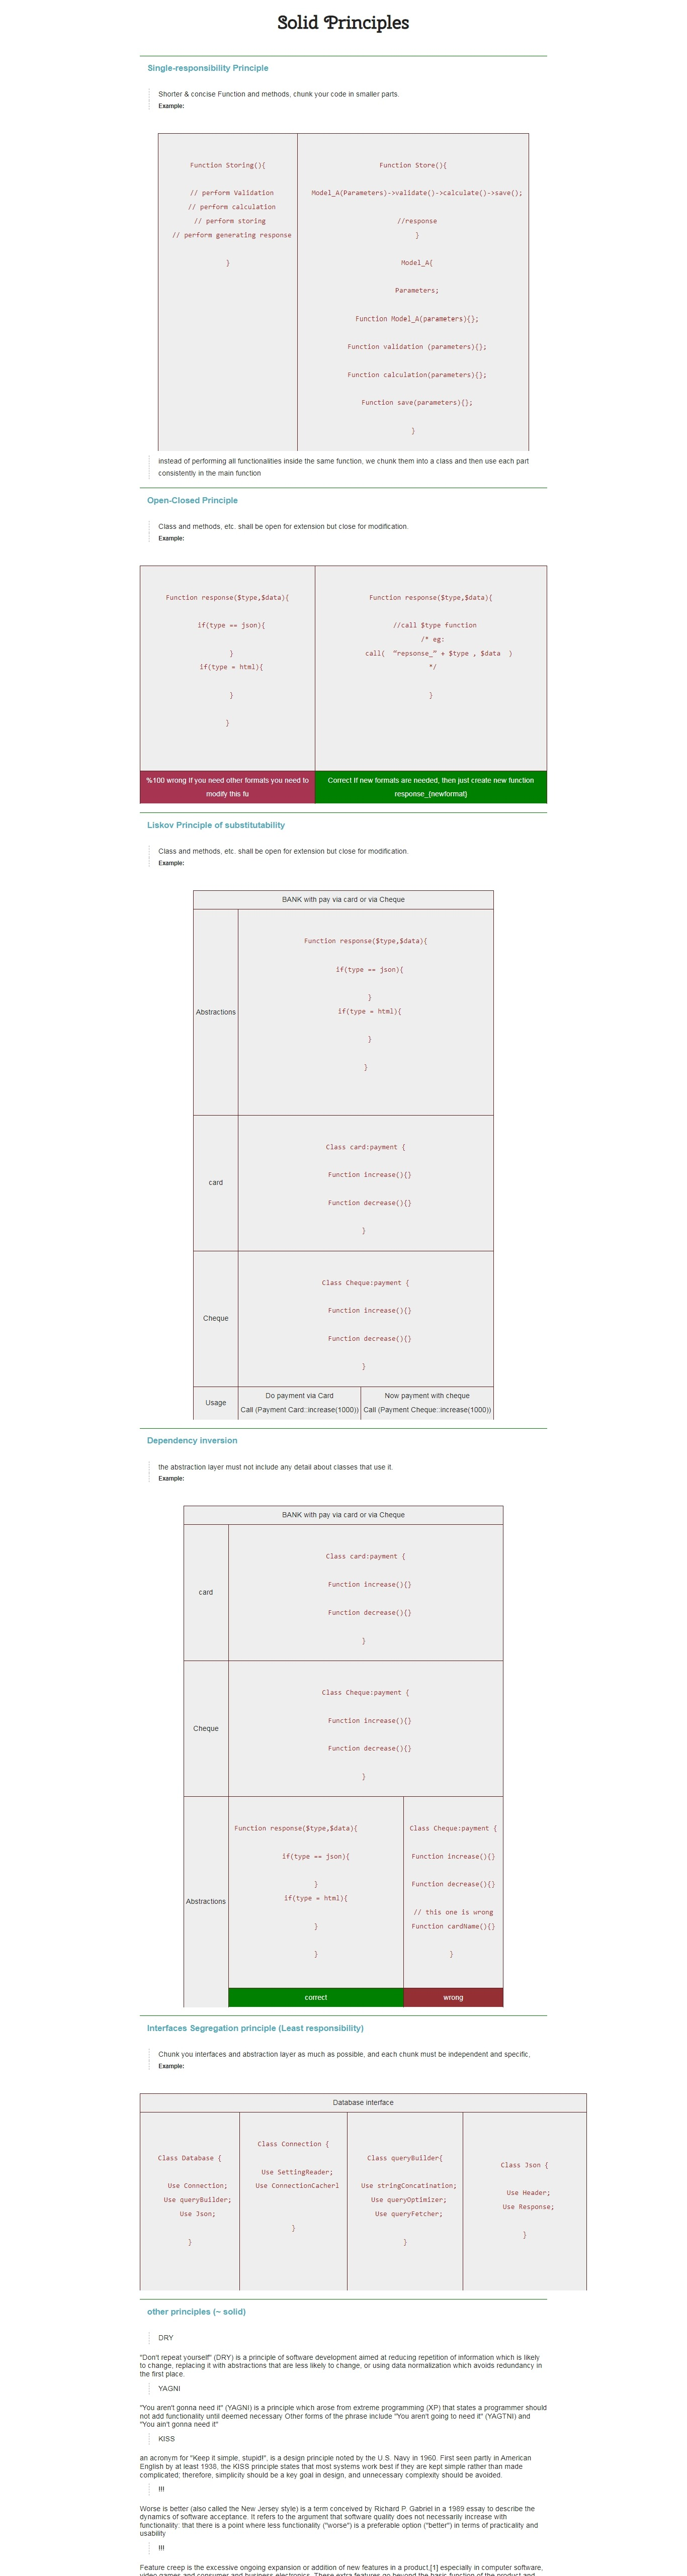 Solid Principles
Single-responsibility Principle
Shorter & concise Function and methods, chunk your code in smaller parts.
Example:
Function Storing(){
// perform Validation
// perform calculation
// perform storing
// perform generating response
}
Function Store(){
Model_A(Parameters)->validate()->calculate()->save();
//response
}
Model_A{
Parameters;
Function Model_A(parameters){};
Function validation (parameters){};
Function calculation(parameters){};
Function save(parameters){};
}
instead of performing all functionalities inside the same function, we chunk them into a class and then use each part
consistently in the main function
Open-Closed Principle
Class and methods, etc. shall be open for extension but close for modification.
Example:
Function response($type,$data){
if(type == json){
}
if(type = html){
}
}
Function response($type,$data){
//call $type function
/* eg:
call( “repsonse_” + $type , $data )
*/
}
%100 wrong If you need other formats you need to
modify this fu
Correct If new formats are needed, then just create new function
response_{newformat}
Liskov Principle of substitutability
Class and methods, etc. shall be open for extension but close for modification.
Example:
BANK with pay via card or via Cheque
Abstractions
Function response($type,$data){
if(type == json){
}
if(type = html){
}
}
card
Class card:payment {
Function increase(){}
Function decrease(){}
}
Cheque
Class Cheque:payment {
Function increase(){}
Function decrease(){}
}
Usage
Do payment via Card
Call (Payment Card::increase(1000))
Now payment with cheque
Call (Payment Cheque::increase(1000))
Dependency inversion
the abstraction layer must not include any detail about classes that use it.
Example:
BANK with pay via card or via Cheque
card
Class card:payment {
Function increase(){}
Function decrease(){}
}
Cheque
Class Cheque:payment {
Function increase(){}
Function decrease(){}
}
Abstractions
Function response($type,$data){
if(type == json){
}
if(type = html){
}
}
Class Cheque:payment {
Function increase(){}
Function decrease(){}
// this one is wrong
Function cardName(){}
}
correct
wrong
Interfaces Segregation principle (Least responsibility)
Chunk you interfaces and abstraction layer as much as possible, and each chunk must be independent and specific,
Example:
Database interface
Class Database {
Use Connection;
Use queryBuilder;
Use Json;
}
Class Connection {
Use SettingReader;
Use ConnectionCacherl
}
Class queryBuilder{
Use stringConcatination;
Use queryOptimizer;
Use queryFetcher;
}
Class Json {
Use Header;
Use Response;
}
other principles (~ solid)
DRY
"Don't repeat yourself" (DRY) is a principle of software development aimed at reducing repetition of information which is likely
to change, replacing it with abstractions that are less likely to change, or using data normalization which avoids redundancy in
the first place.
YAGNI
"You aren't gonna need it" (YAGNI) is a principle which arose from extreme programming (XP) that states a programmer should
not add functionality until deemed necessary Other forms of the phrase include "You aren't going to need it" (YAGTNI) and
"You ain't gonna need it"
KISS
an acronym for "Keep it simple, stupid!", is a design principle noted by the U.S. Navy in 1960. First seen partly in American
English by at least 1938, the KISS principle states that most systems work best if they are kept simple rather than made
complicated; therefore, simplicity should be a key goal in design, and unnecessary complexity should be avoided.
!!!
Worse is better (also called the New Jersey style) is a term conceived by Richard P. Gabriel in a 1989 essay to describe the
dynamics of software acceptance. It refers to the argument that software quality does not necessarily increase with
functionality: that there is a point where less functionality ("worse") is a preferable option ("better") in terms of practicality and
usability
!!!
Feature creep is the excessive ongoing expansion or addition of new features in a product,[1] especially in computer software,
video games and consumer and business electronics. These extra features go beyond the basic function of the product and